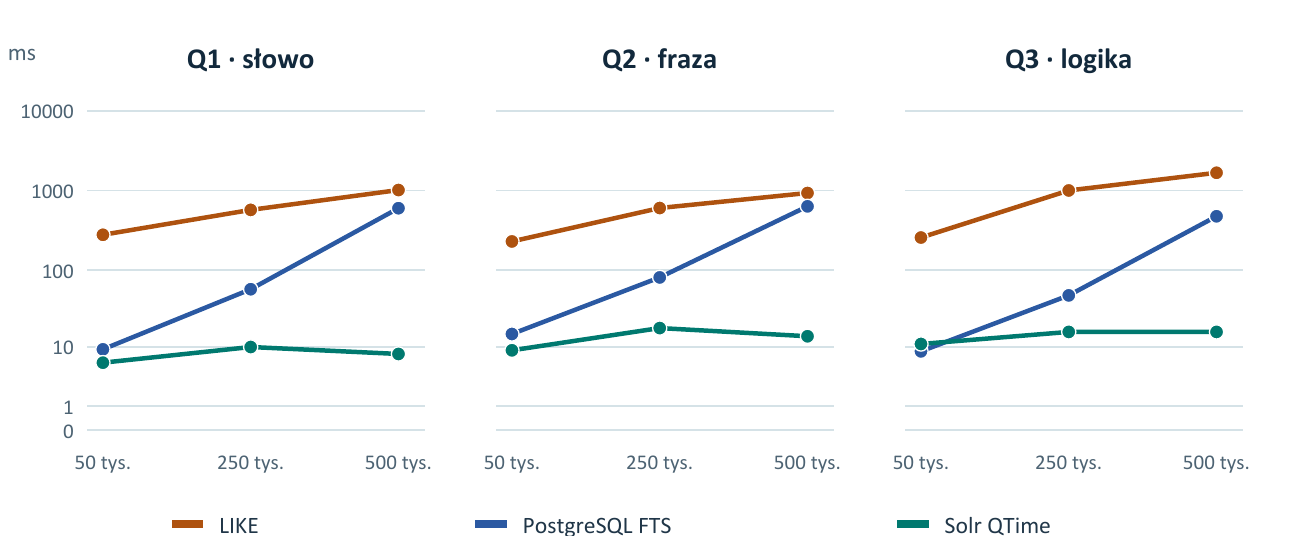 ms
Q1 · słowo
Q2 · fraza
Q3 · logika
10000
1000
100
10
1
0
50 tys. 250 tys. 500 tys. 50 tys. 250 tys. 500 tys. 50 tys. 250 tys. 500 tys.
LIKE
PostgreSQL FTS
Solr QTime